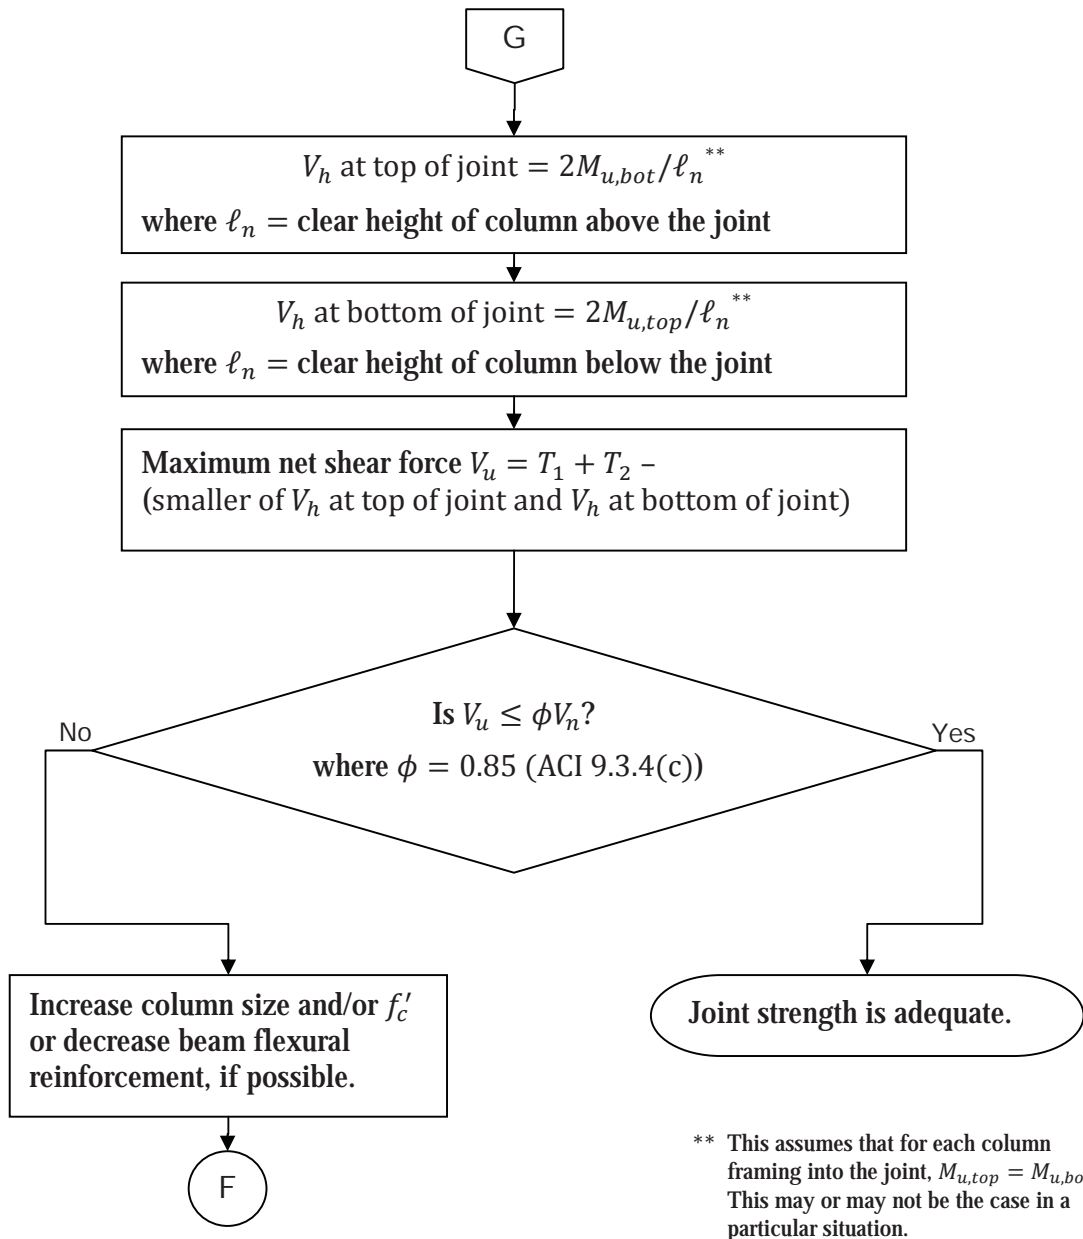 G
V_h at top of joint = 2M_{u,bot}/ℓ_n^{**}
where ℓ_n = clear height of column above the joint
V_h at bottom of joint = 2M_{u,top}/ℓ_n^{**}
where ℓ_n = clear height of column below the joint
Maximum net shear force V_u = T_1 + T_2 –
(smaller of V_h at top of joint and V_h at bottom of joint)
Is V_u ≤ ϕV_n?
where ϕ = 0.85 (ACI 9.3.4(c))
No
Yes
Increase column size and/or f_c′
or decrease beam flexural
reinforcement, if possible.
Joint strength is adequate.
F
** This assumes that for each column
framing into the joint, M_{u,top} = M_{u,bo
This may or may not be the case in a
particular situation.